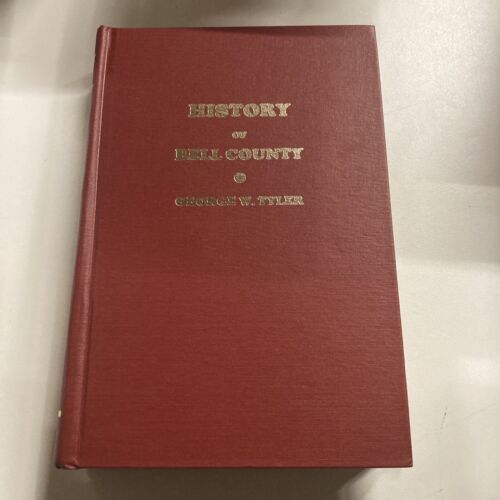 HISTORY
OF
BELL COUNTY
GEORGE W. TYLER